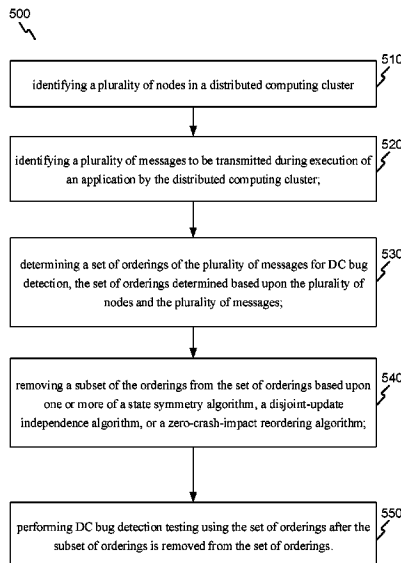 500
510
identifying a plurality of nodes in a distributed computing cluster
520
identifying a plurality of messages to be transmitted during execution of
an application by the distributed computing cluster;
530
determining a set of orderings of the plurality of messages for DC bug
detection, the set of orderings determined based upon the plurality of
nodes and the plurality of messages;
540
removing a subset of the orderings from the set of orderings based upon
one or more of a state symmetry algorithm, a disjoint-update
independence algorithm, or a zero-crash-impact reordering algorithm;
550
performing DC bug detection testing using the set of orderings after the
subset of orderings is removed from the set of orderings.